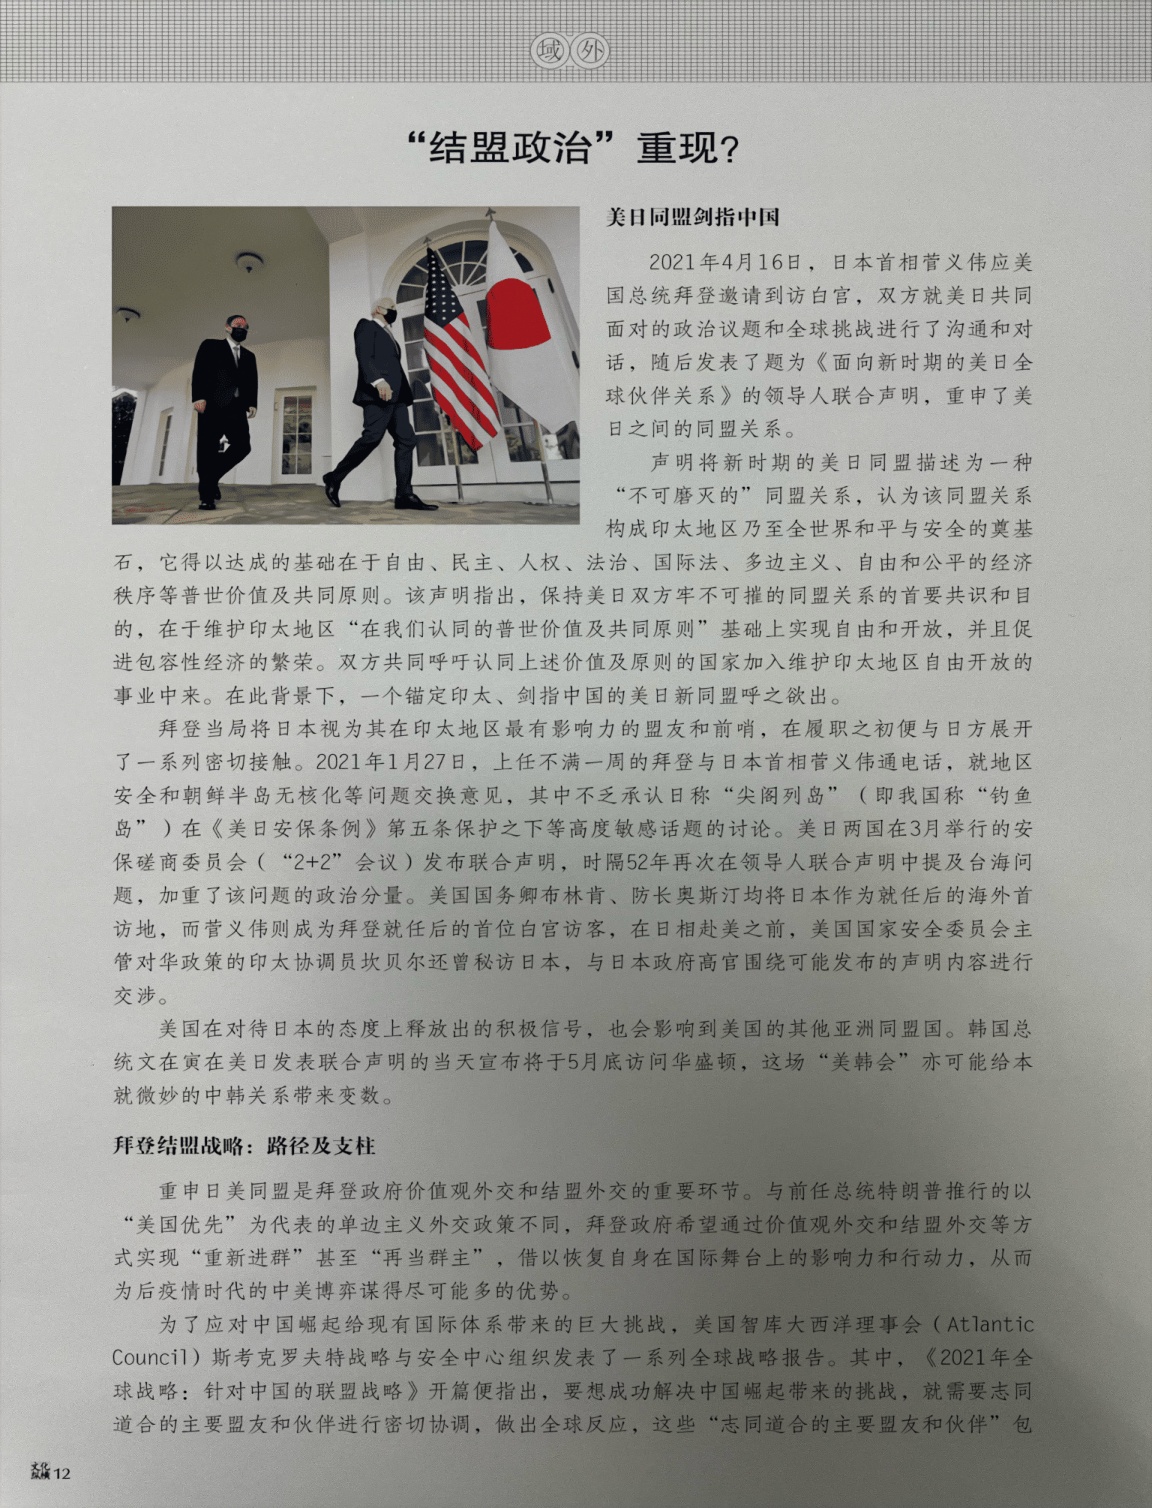 域外
“结盟政治”重现?
美日同盟剑指中国
2021年4月16日，日本首相菅义伟应美
国总统拜登邀请到访白宫，双方就美日共同
面对的政治议题和全球挑战进行了沟通和对
话，随后发表了题为《面向新时期的美日全
球伙伴关系》的领导人联合声明，重申了美
日之间的同盟关系。
声明将新时期的美日同盟描述为一种
“不可磨灭的”同盟关系，认为该同盟关系
构成印太地区乃至全世界和平与安全的奠基
石，它得以达成的基础在于自由、民主、人权、法治、国际法、多边主义、自由和公平的经济
秩序等普世价值及共同原则。该声明指出，保持美日双方牢不可摧的同盟关系的首要共识和目
的，在于维护印太地区“在我们认同的普世价值及共同原则”基础上实现自由和开放，并且促
进包容性经济的繁荣。双方共同呼吁认同上述价值及原则的国家加入维护印太地区自由开放的
事业中来。在此背景下，一个锚定印太、剑指中国的美日新同盟呼之欲出。
拜登当局将日本视为其在印太地区最有影响力的盟友和前哨，在履职之初便与日方展开
了一系列密切接触。2021年1月27日，上任不满一周的拜登与日本首相菅义伟通电话，就地区
安全和朝鲜半岛无核化等问题交换意见，其中不乏承认日称“尖阁列岛”（即我国称“钓鱼
岛”）在《美日安保条例》第五条保护之下等高度敏感话题的讨论。美日两国在3月举行的安
保磋商委员会（“2+2”会议）发布联合声明，时隔52年再次在领导人联合声明中提及台海问
题，加重了该问题的政治分量。美国国务卿布林肯、防长奥斯汀均将日本作为就任后的海外首
访地，而菅义伟则成为拜登就任后的首位白宫访客，在日相赴美之前，美国国家安全委员会主
管对华政策的印太协调员坎贝尔还曾秘访日本，与日本政府高官围绕可能发布的声明内容进行
交涉。
美国在对待日本的态度上释放出的积极信号，也会影响到美国的其他亚洲同盟国。韩国总
统文在寅在美日发表联合声明的当天宣布将于5月底访问华盛顿，这场“美韩会”亦可能给本
就微妙的中韩关系带来变数。
拜登结盟战略：路径及支柱
重申日美同盟是拜登政府价值观外交和结盟外交的重要环节。与前任总统特朗普推行的以
“美国优先”为代表的单边主义外交政策不同，拜登政府希望通过价值观外交和结盟外交等方
式实现“重新进群”甚至“再当群主”，借以恢复自身在国际舞台上的影响力和行动力，从而
为后疫情时代的中美博弈谋得尽可能多的优势。
为了应对中国崛起给现有国际体系带来的巨大挑战，美国智库大西洋理事会（Atlantic
Council）斯考克罗夫特战略与安全中心组织发表了一系列全球战略报告。其中，《2021年全
球战略：针对中国的联盟战略》开篇便指出，要想成功解决中国崛起带来的挑战，就需要志同
道合的主要盟友和伙伴进行密切协调，做出全球反应，这些“志同道合的主要盟友和伙伴”包
文化纵横 12